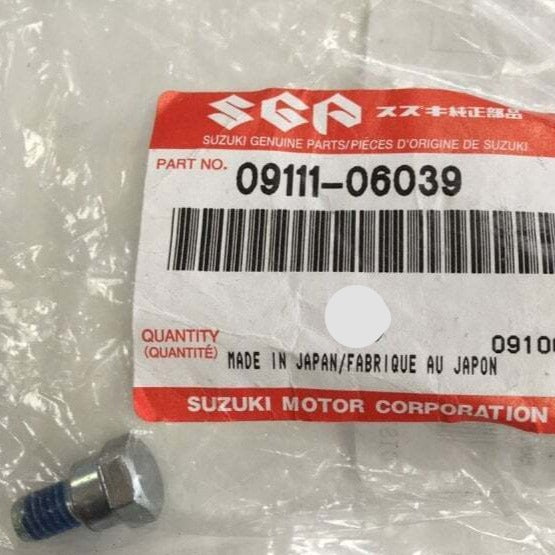 SGP スズキ純正部品
SUZUKI GENUINE PARTS/PIÈCES D'ORIGINE DE SUZUKI
PART NO. 09111-06039
QUANTITY
(QUANTITÉ)
MADE IN JAPAN/FABRIQUE AU JAPON
SUZUKI MOTOR CORPORATION